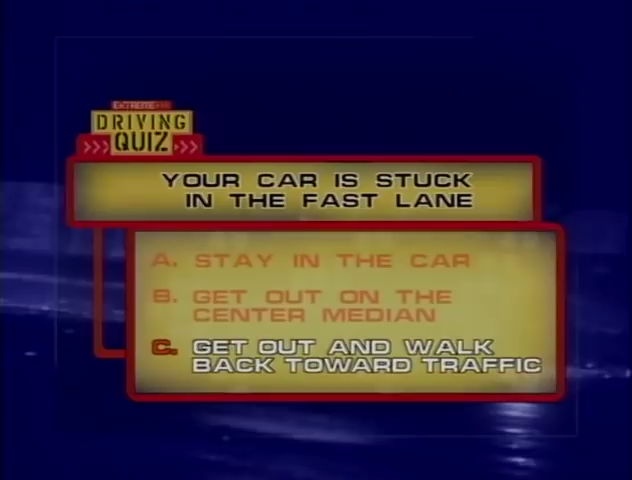 EXTREME
DRIVING
QUIZ
YOUR CAR IS STUCK
IN THE FAST LANE
A. STAY IN THE CAR
B. GET OUT ON THE
CENTER MEDIAN
C. GET OUT AND WALK
BACK TOWARD TRAFFIC